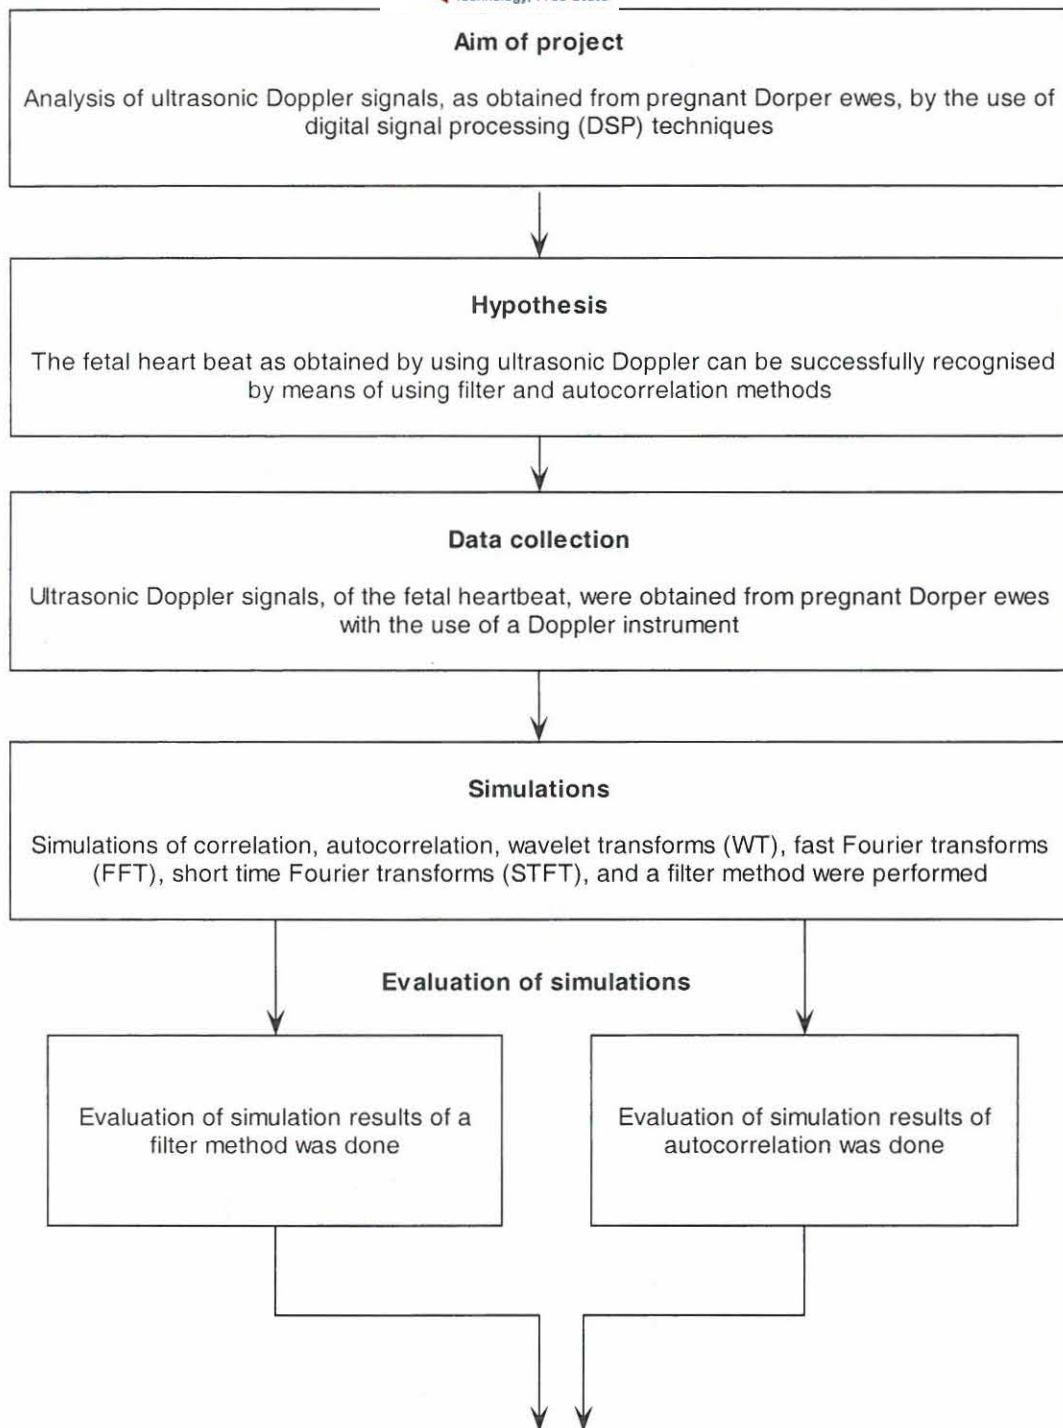 Aim of project
Analysis of ultrasonic Doppler signals, as obtained from pregnant Dorper ewes, by the use of
digital signal processing (DSP) techniques
Hypothesis
The fetal heart beat as obtained by using ultrasonic Doppler can be successfully recognised
by means of using filter and autocorrelation methods
Data collection
Ultrasonic Doppler signals, of the fetal heartbeat, were obtained from pregnant Dorper ewes
with the use of a Doppler instrument
Simulations
Simulations of correlation, autocorrelation, wavelet transforms (WT), fast Fourier transforms
(FFT), short time Fourier transforms (STFT), and a filter method were performed
Evaluation of simulations
Evaluation of simulation results of a
filter method was done
Evaluation of simulation results of
autocorrelation was done